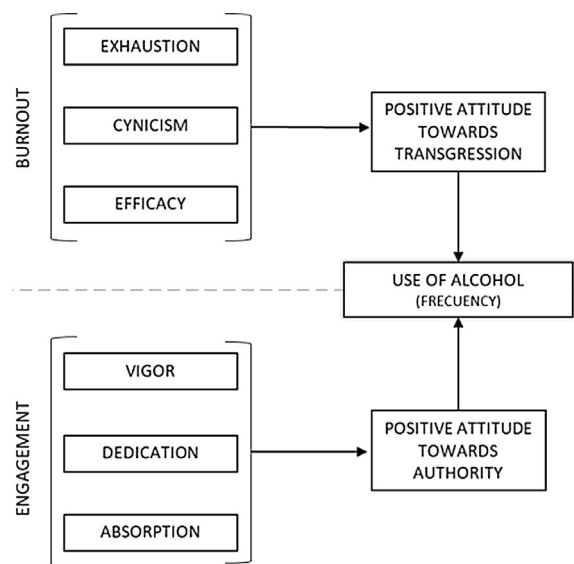 BURNOUT
EXHAUSTION
CYNICISM
EFFICACY
POSITIVE ATTITUDE
TOWARDS
TRANSGRESSION
USE OF ALCOHOL
(FRECUENCY)
ENGAGEMENT
VIGOR
DEDICATION
ABSORPTION
POSITIVE ATTITUDE
TOWARDS
AUTHORITY